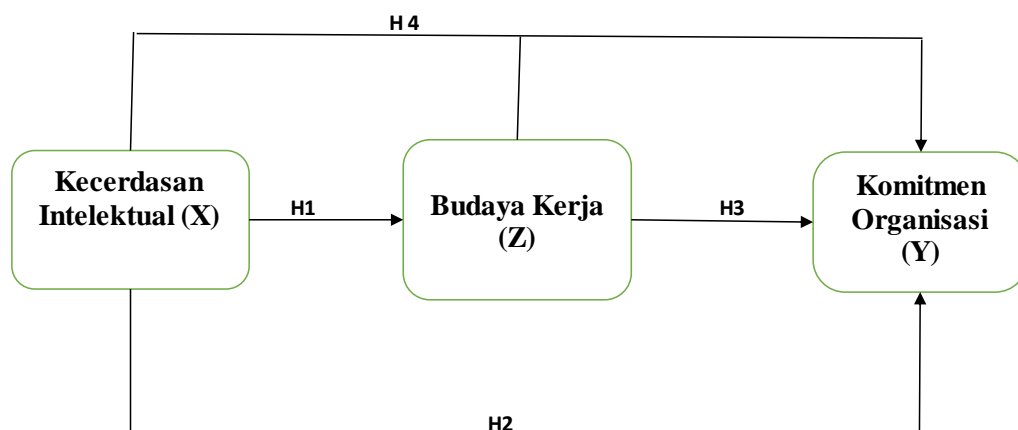 H 4
Kecerdasan
Intelektual (X)
H1
Budaya Kerja
(Z)
H3
Komitmen
Organisasi
(Y)
H2